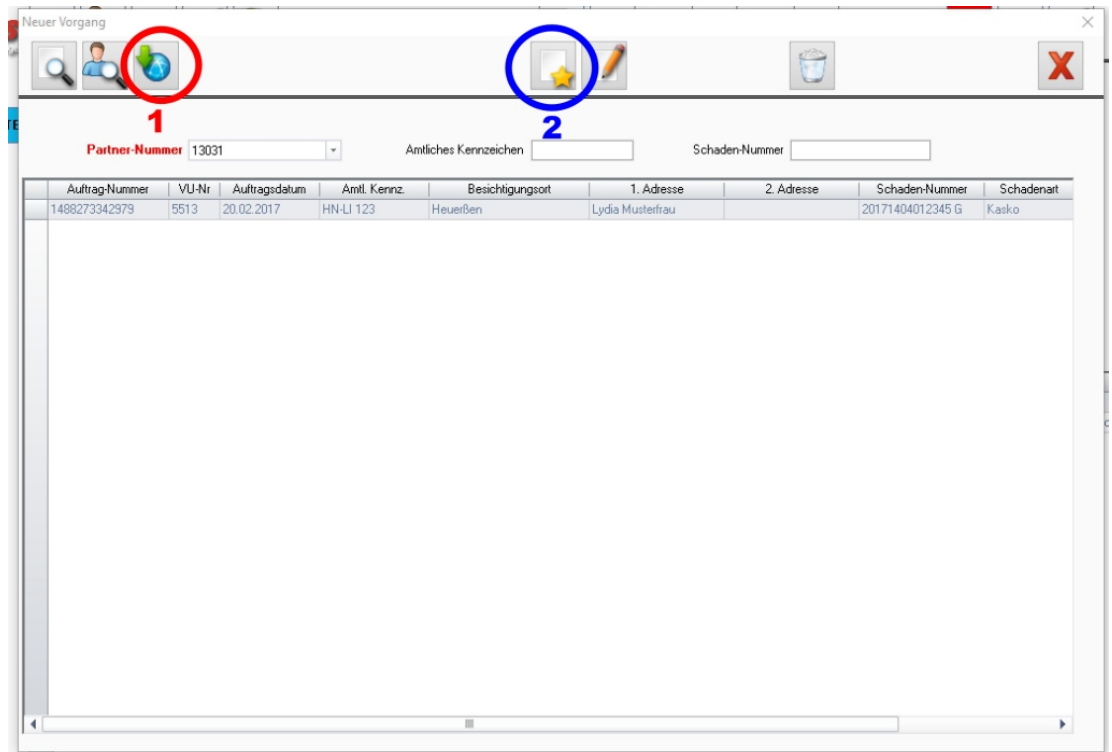 Neuer Vorgang
1
2
Partner-Nummer 13031 Amtliches Kennzeichen Schaden-Nummer
Auftrag-Nummer VU-Nr Auftragsdatum Amtl. Kennz. Besichtigungsort 1. Adresse 2. Adresse Schaden-Nummer Schadenart
1488273342979 5513 20.02.2017 HN-LI 123 Heuerßen Lydia Musterfrau 20171404012345 G Kasko